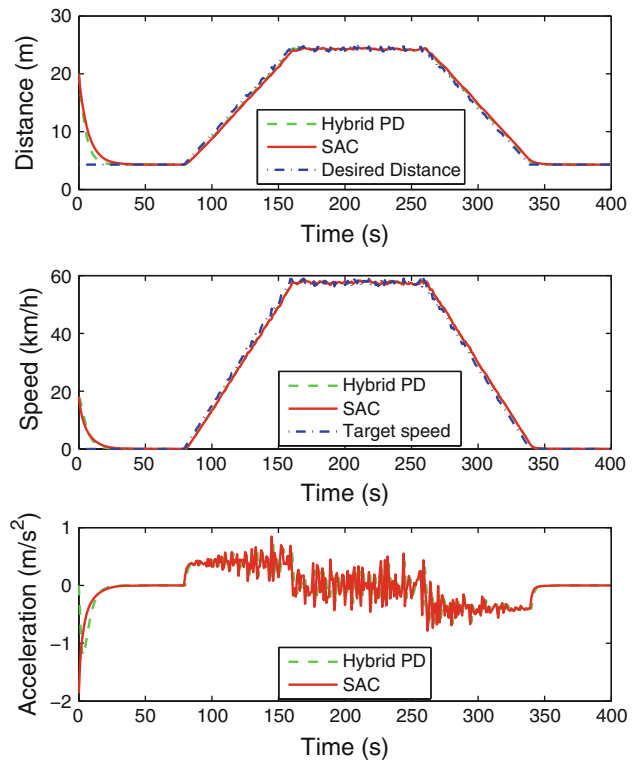 30
20
10
0
Distance (m)
Hybrid PD
SAC
Desired Distance
0 50 100 150 200 250 300 350 400
Time (s)
60
40
20
0
Speed (km/h)
Hybrid PD
SAC
Target speed
0 50 100 150 200 250 300 350 400
Time (s)
1
0
−1
−2
Acceleration (m/s²)
Hybrid PD
SAC
0 50 100 150 200 250 300 350 400
Time (s)